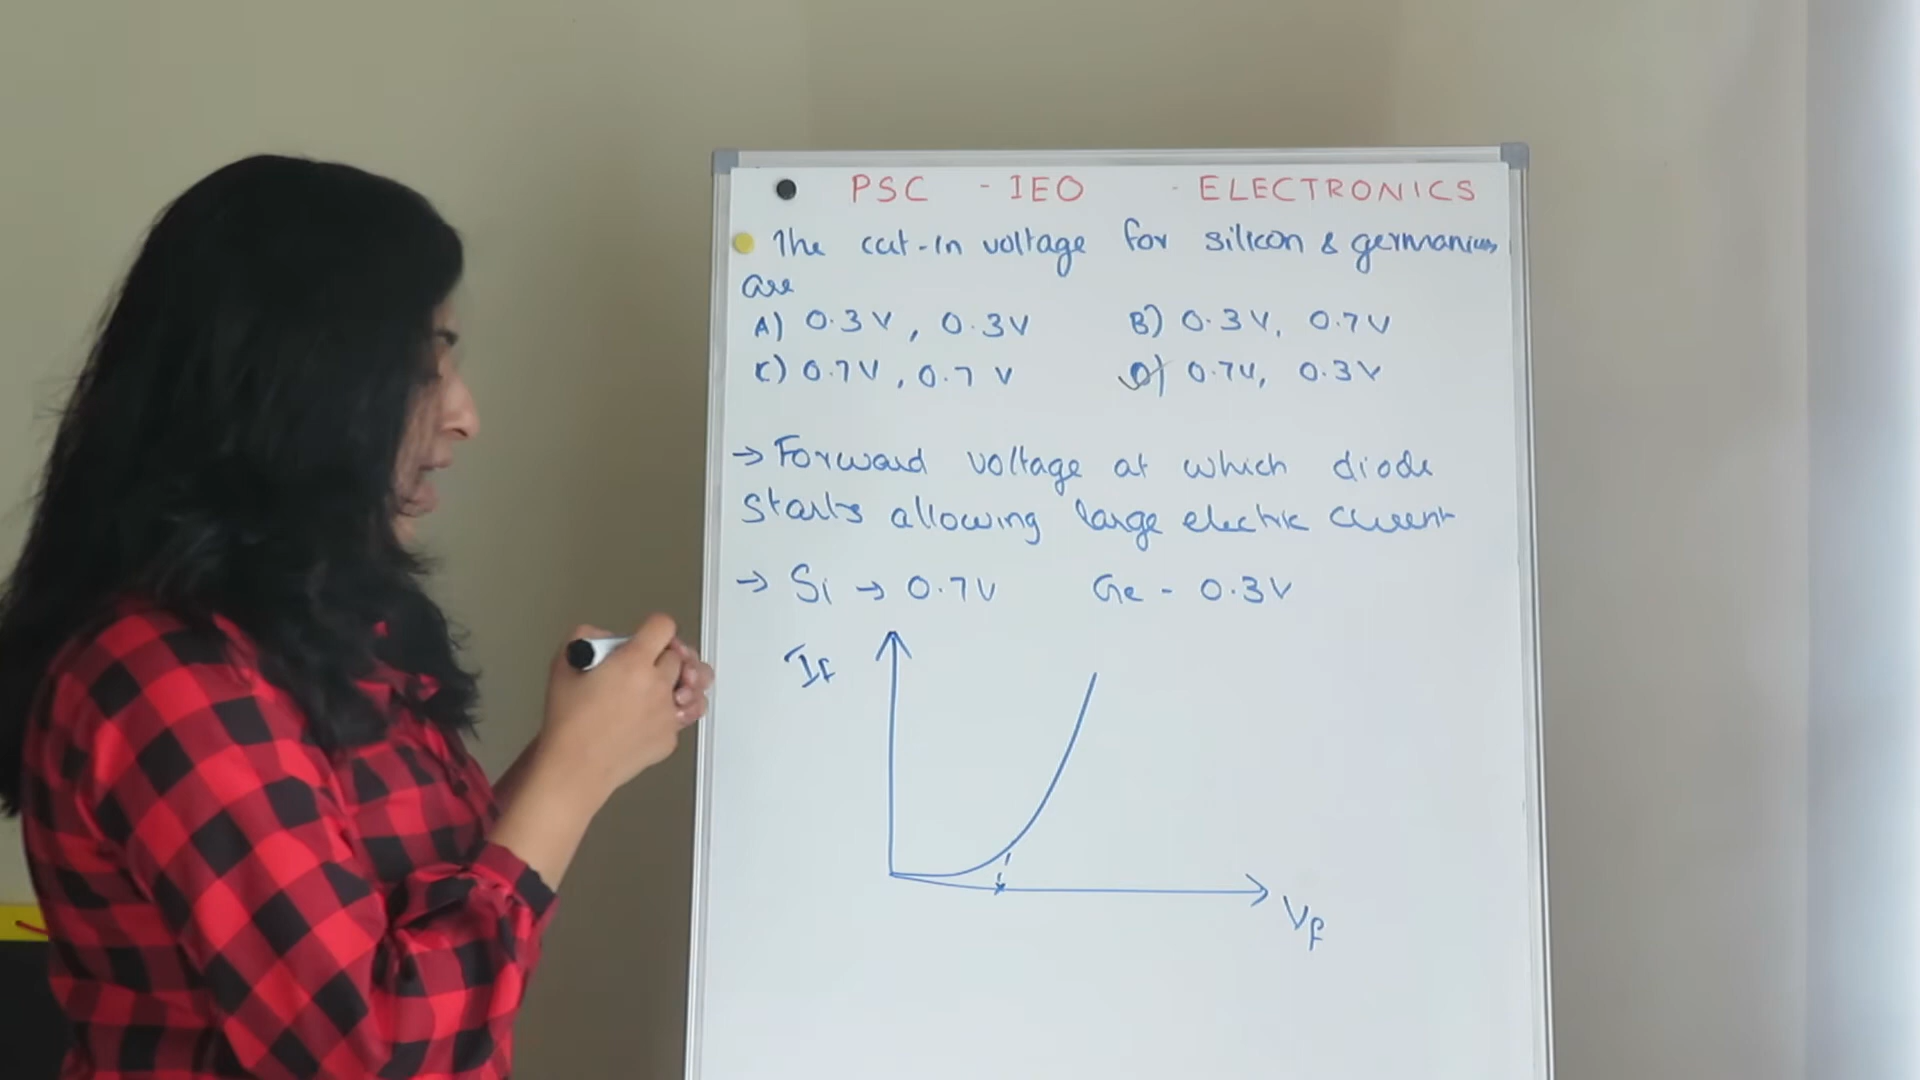 PSC - IEO - ELECTRONICS
The cut-in voltage for silicon & germanium
are
A) 0.3V, 0.3V B) 0.3V, 0.7V
C) 0.7V, 0.7V D) 0.7V, 0.3V
→ Forward voltage at which diode
starts allowing large electric current
→ Si → 0.7V Ge - 0.3V
If
Vf